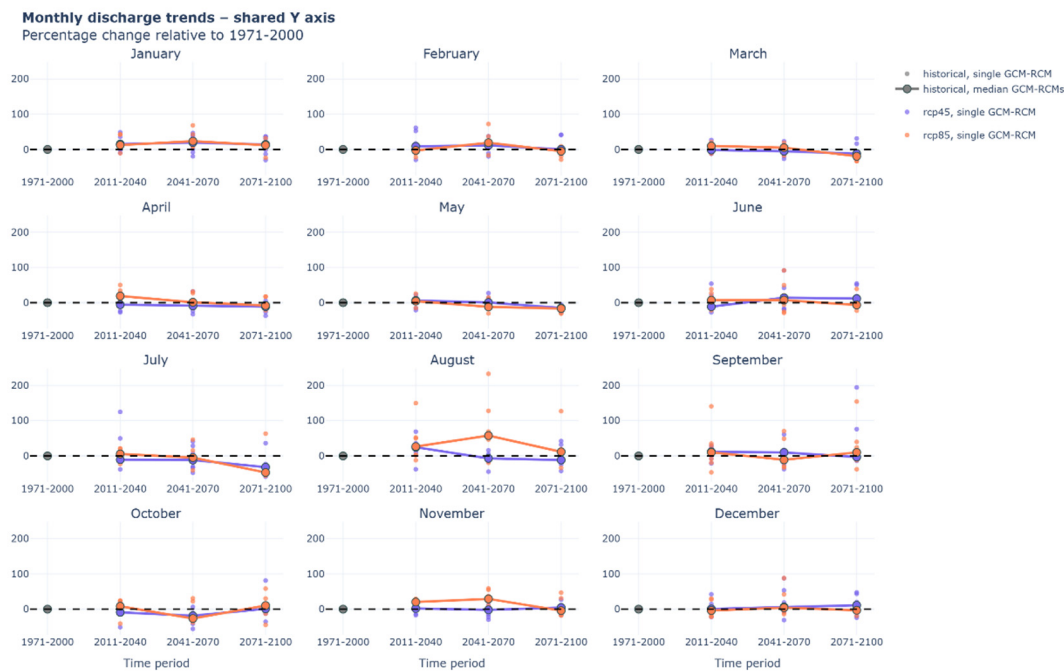 Monthly discharge trends – shared Y axis
Percentage change relative to 1971-2000
January
February
March
200
100
0
1971-2000 2011-2040 2041-2070 2071-2100
200
100
0
1971-2000 2011-2040 2041-2070 2071-2100
200
100
0
1971-2000 2011-2040 2041-2070 2071-2100
historical, single GCM-RCM
historical, median GCM-RCMs
rcp45, single GCM-RCM
rcp85, single GCM-RCM
April
May
June
200
100
0
1971-2000 2011-2040 2041-2070 2071-2100
200
100
0
1971-2000 2011-2040 2041-2070 2071-2100
200
100
0
1971-2000 2011-2040 2041-2070 2071-2100
July
August
September
200
100
0
1971-2000 2011-2040 2041-2070 2071-2100
200
100
0
1971-2000 2011-2040 2041-2070 2071-2100
200
100
0
1971-2000 2011-2040 2041-2070 2071-2100
October
November
December
200
100
0
1971-2000 2011-2040 2041-2070 2071-2100
200
100
0
1971-2000 2011-2040 2041-2070 2071-2100
200
100
0
1971-2000 2011-2040 2041-2070 2071-2100
Time period
Time period
Time period